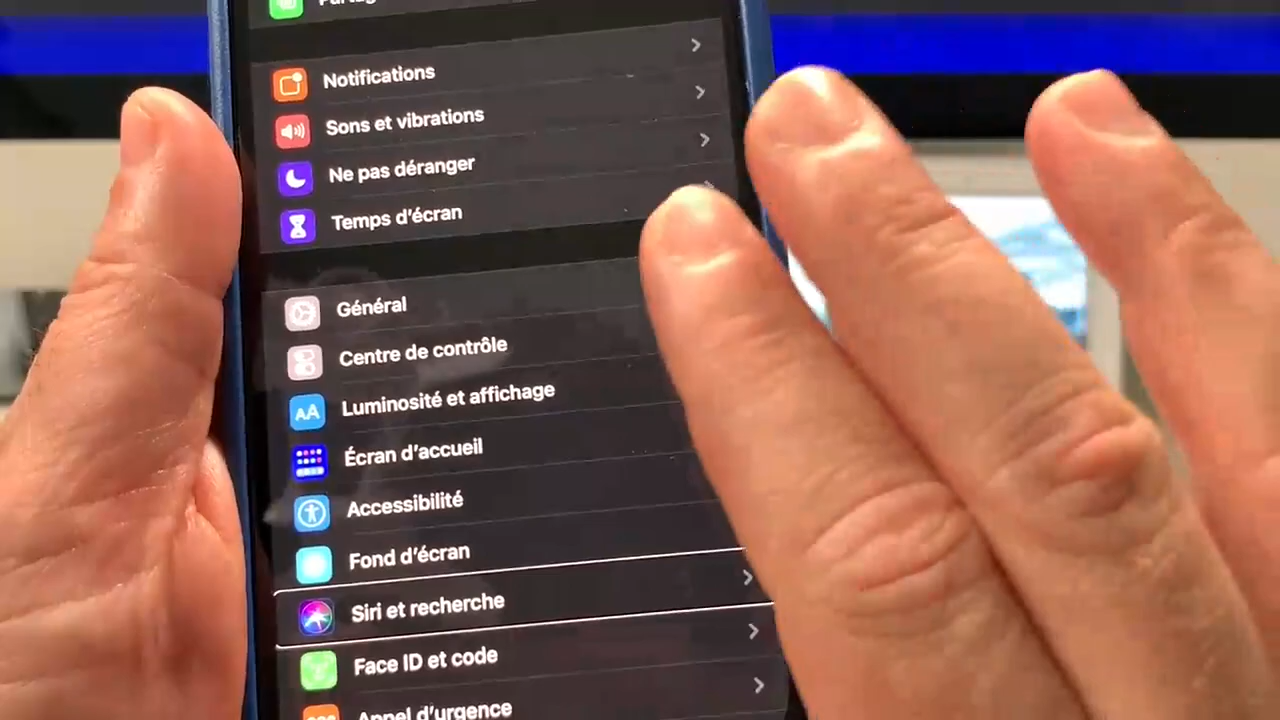 Notifications
Sons et vibrations
Ne pas déranger
Temps d'écran
Général
Centre de contrôle
AA Luminosité et affichage
Écran d'accueil
Accessibilité
Fond d'écran
Siri et recherche
Face ID et code
Appel d'urgence